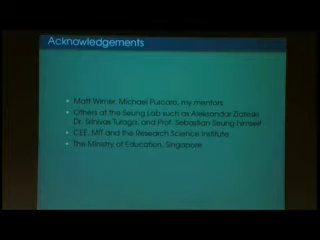 Acknowledgements
Matt Wimer, Michael Purcaro, my mentors
Others at the Seung Lab such as Aleksandar Zlateski
Dr. Srinivas Turaga, and Prof. Sebastian Seung himself
CEE, MIT and the Research Science Institute
The Ministry of Education, Singapore